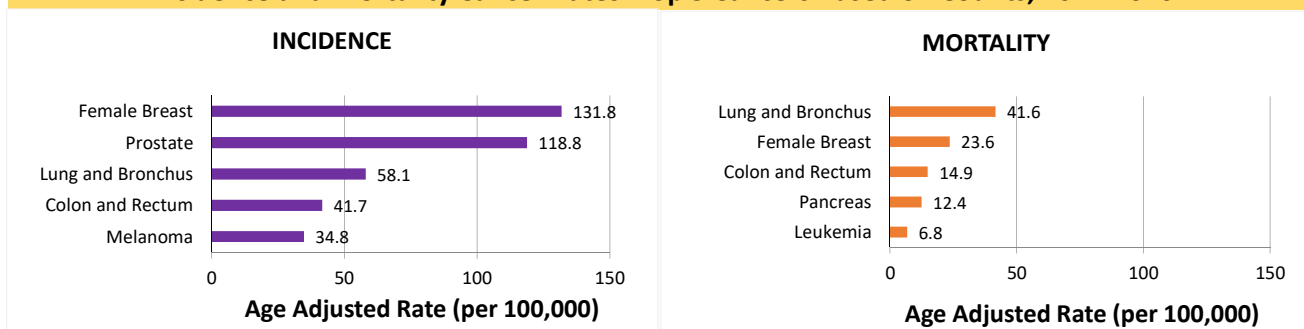 INCIDENCE
Female Breast 131.8
Prostate 118.8
Lung and Bronchus 58.1
Colon and Rectum 41.7
Melanoma 34.8
0 50 100 150
Age Adjusted Rate (per 100,000)
MORTALITY
Lung and Bronchus 41.6
Female Breast 23.6
Colon and Rectum 14.9
Pancreas 12.4
Leukemia 6.8
0 50 100 150
Age Adjusted Rate (per 100,000)